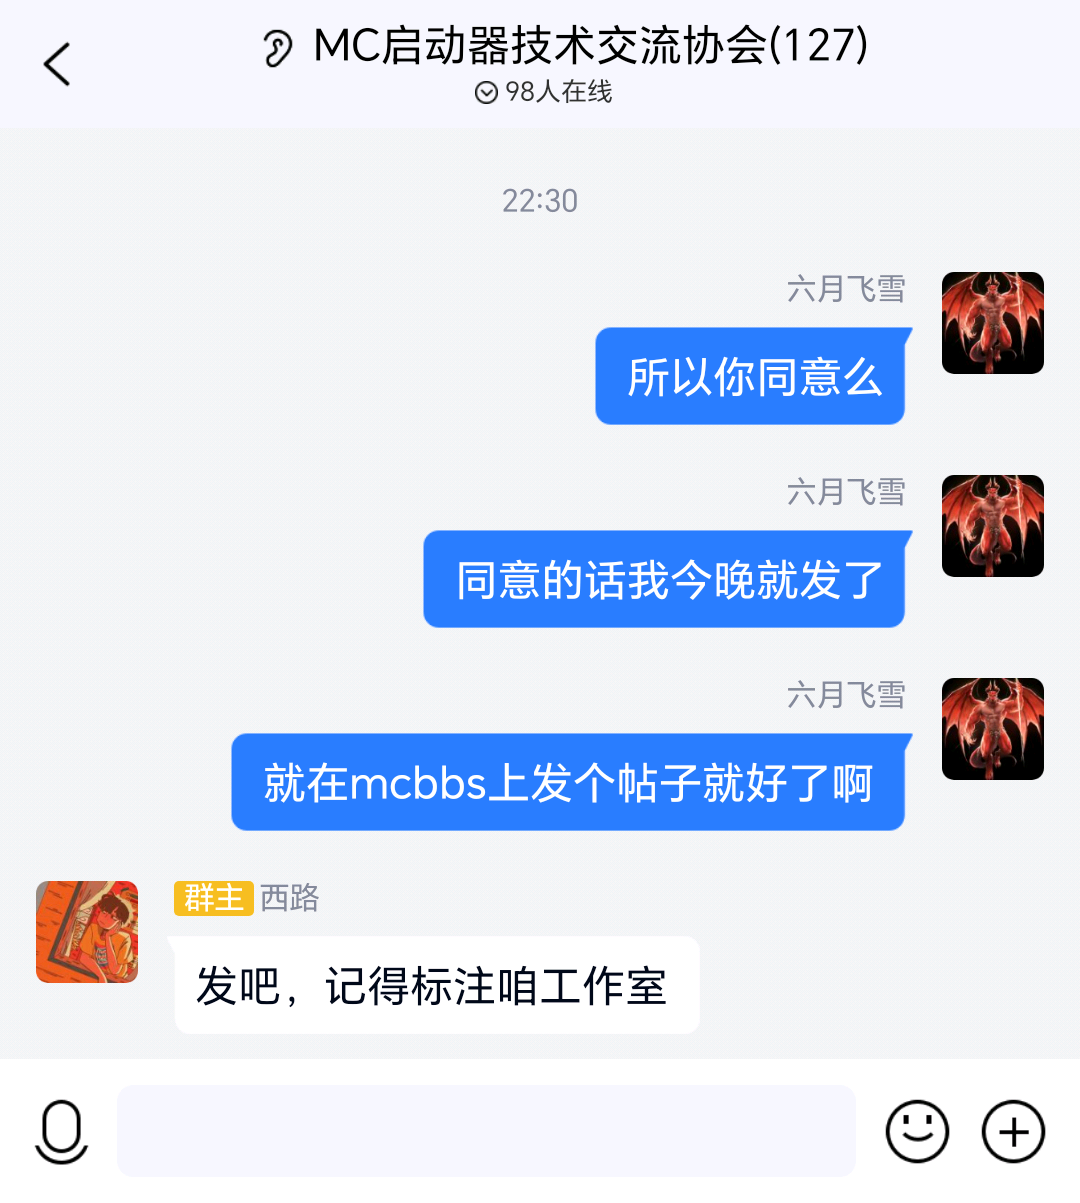 MC启动器技术交流协会(127)
98人在线
22:30
六月飞雪
所以你同意么
六月飞雪
同意的话我今晚就发了
六月飞雪
就在mcbbs上发个帖子就好了啊
群主 西路
发吧，记得标注咱工作室